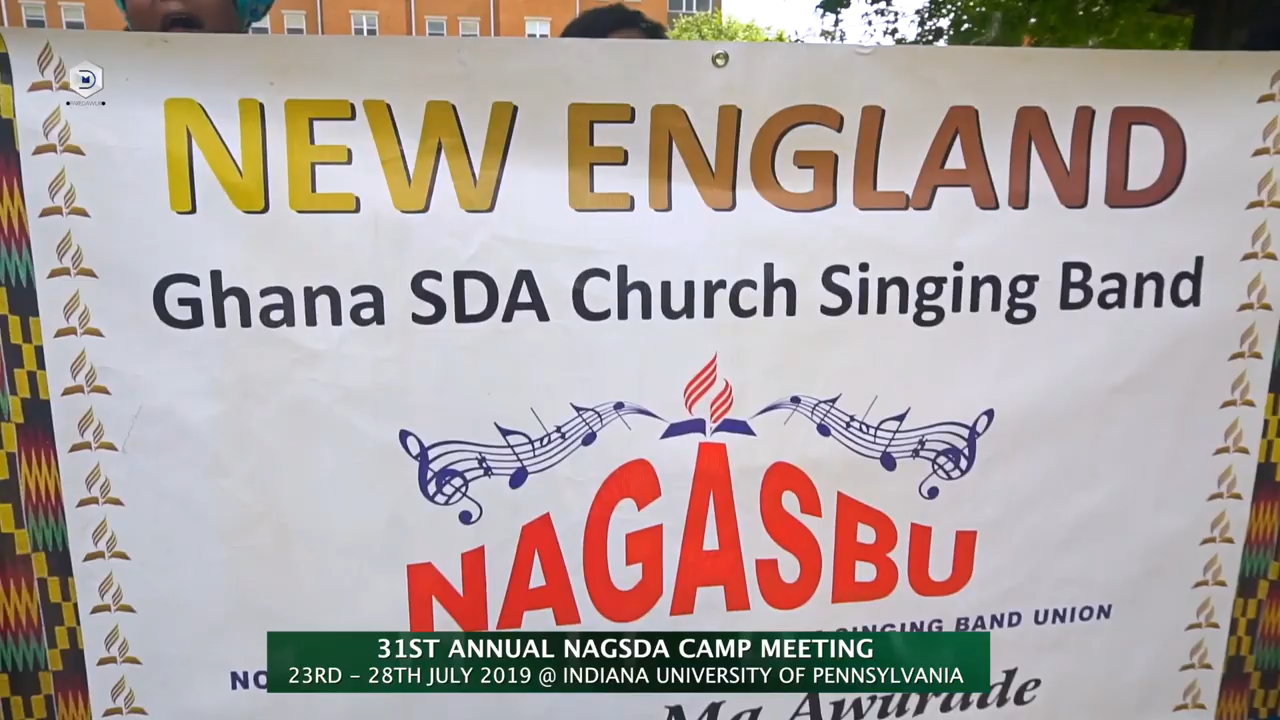 NEW ENGLAND
Ghana SDA Church Singing Band
NAGASBU
SINGING BAND UNION
31ST ANNUAL NAGSDA CAMP MEETING
23RD – 28TH JULY 2019 @ INDIANA UNIVERSITY OF PENNSYLVANIA
Ma Awurade